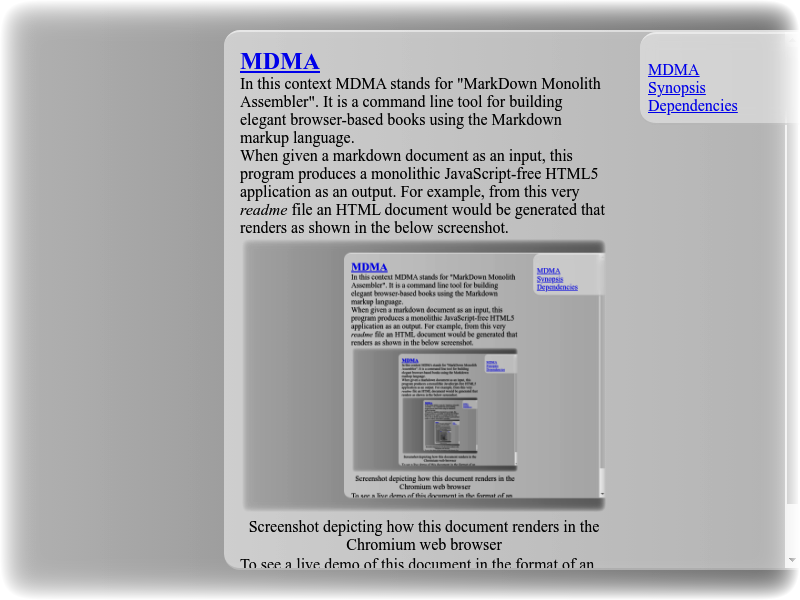 MDMA
In this context MDMA stands for "MarkDown Monolith
Assembler". It is a command line tool for building
elegant browser-based books using the Markdown
markup language.
When given a markdown document as an input, this
program produces a monolithic JavaScript-free HTML5
application as an output. For example, from this very
readme file an HTML document would be generated that
renders as shown in the below screenshot.
MDMA
In this context MDMA stands for "MarkDown Monolith
Assembler". It is a command line tool for building
elegant browser-based books using the Markdown
markup language.
When given a markdown document as an input, this
program produces a monolithic JavaScript-free HTML5
application as an output. For example, from this very
readme file an HTML document would be generated that
renders as shown in the below screenshot.
MDMA
Screenshot depicting how this document renders in the
Chromium web browser
To see a live demo of this document in the format of an
MDMA
Synopsis
Dependencies
Screenshot depicting how this document renders in the
Chromium web browser
To see a live demo of this document in the format of an
MDMA
Synopsis
Dependencies